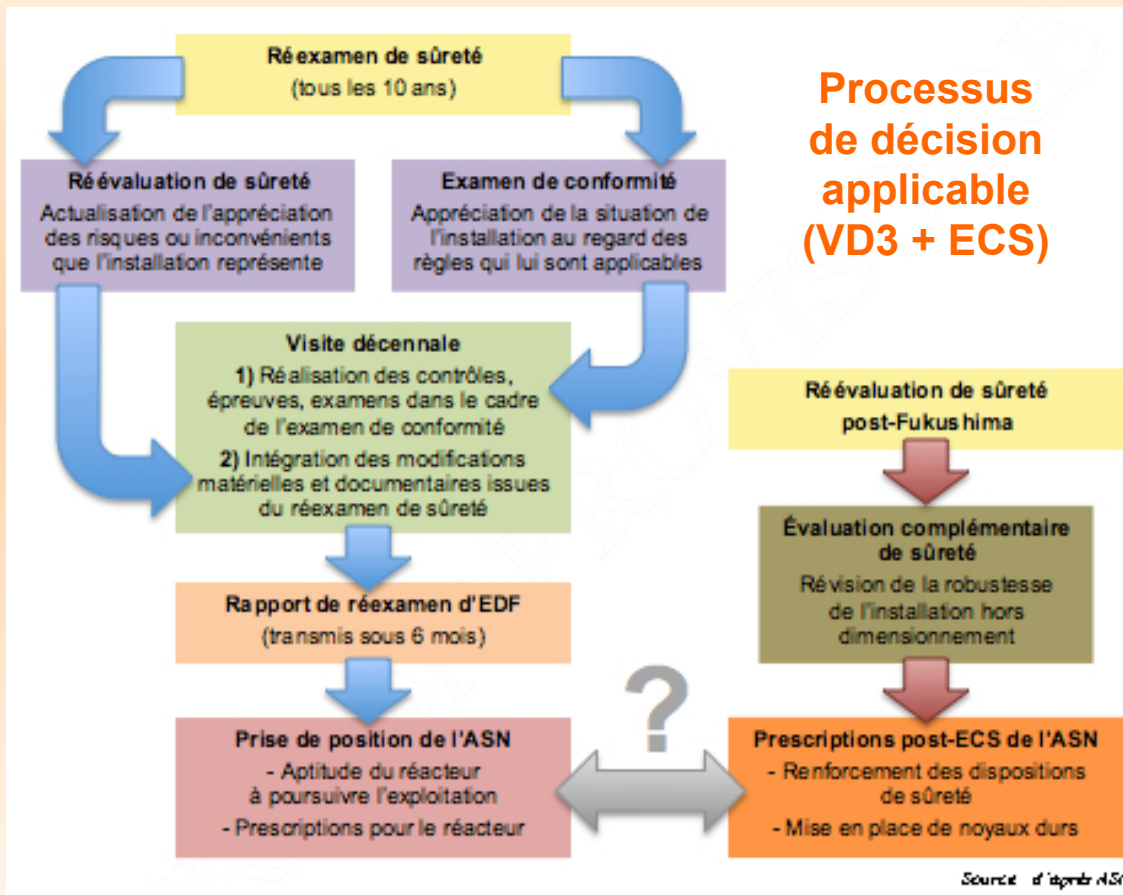 Réexamen de sûreté
(tous les 10 ans)
Processus
de décision
applicable
(VD3 + ECS)
Réévaluation de sûreté
Actualisation de l'appréciation
des risques ou inconvénients
que l'installation représente
Examen de conformité
Appréciation de la situation de
l'installation au regard des
règles qui lui sont applicables
Visite décennale
1) Réalisation des contrôles,
épreuves, examens dans le cadre
de l'examen de conformité
2) Intégration des modifications
matérielles et documentaires issues
du réexamen de sûreté
Réévaluation de sûreté
post-Fukushima
Évaluation complémentaire
de sûreté
Révision de la robustesse
de l'installation hors
dimensionnement
Rapport de réexamen d'EDF
(transmis sous 6 mois)
?
Prise de position de l'ASN
- Aptitude du réacteur
à poursuivre l'exploitation
- Prescriptions pour le réacteur
Prescriptions post-ECS de l'ASN
- Renforcement des dispositions
de sûreté
- Mise en place de noyaux durs
Source : d'après